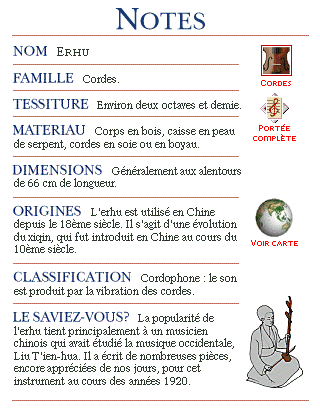 NOTES
NOM ERHU
FAMILLE Cordes.
TESSITURE Environ deux octaves et demie.
MATERIAU Corps en bois, caisse en peau
de serpent, cordes en soie ou en boyau.
DIMENSIONS Généralement aux alentours
de 66 cm de longueur.
ORIGINES L'erhu est utilisé en Chine
depuis le 18ème siècle. Il s'agit d'une évolution
du xiqin, qui fut introduit en Chine au cours du
10ème siècle.
CLASSIFICATION Cordophone : le son
est produit par la vibration des cordes.
LE SAVIEZ-VOUS? La popularité de
l'erhu tient principalement à un musicien
chinois qui avait étudié la musique occidentale,
Liu T'ien-hua. Il a écrit de nombreuses pièces,
encore appréciées de nos jours, pour cet
instrument au cours des années 1920.
CORDES
PORTÉE
COMPLÈTE
VOIR CARTE